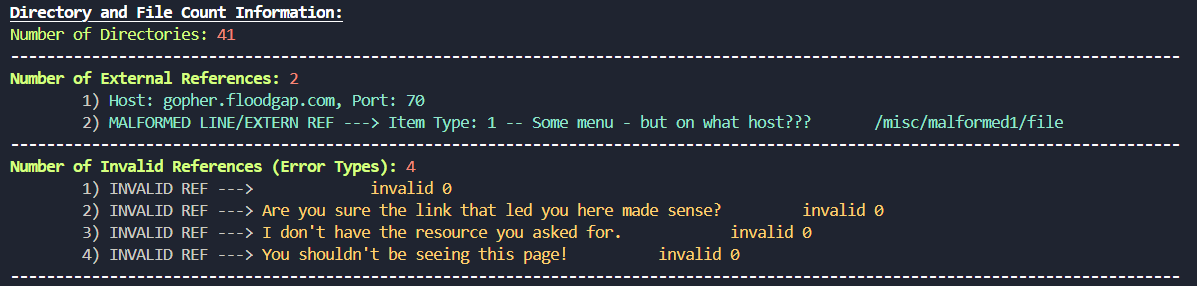 Directory and File Count Information:
Number of Directories: 41
----------------------------------------------------------------------------------------------------------------------------------
Number of External References: 2
1) Host: gopher.floodgap.com, Port: 70
2) MALFORMED LINE/EXTERN REF ---> Item Type: 1 -- Some menu - but on what host??? /misc/malformed1/file
----------------------------------------------------------------------------------------------------------------------------------
Number of Invalid References (Error Types): 4
1) INVALID REF ---> invalid 0
2) INVALID REF ---> Are you sure the link that led you here made sense? invalid 0
3) INVALID REF ---> I don't have the resource you asked for. invalid 0
4) INVALID REF ---> You shouldn't be seeing this page! invalid 0
----------------------------------------------------------------------------------------------------------------------------------